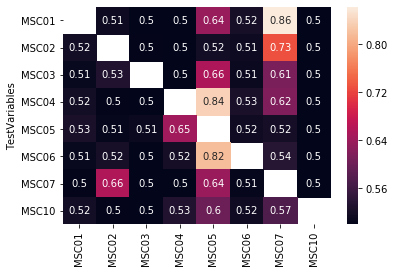 MSC01 0.51 0.5 0.5 0.64 0.52 0.86 0.5
MSC02 0.52 0.5 0.5 0.52 0.51 0.73 0.5
MSC03 0.51 0.53 0.5 0.66 0.51 0.61 0.5
MSC04 0.52 0.5 0.5 0.84 0.53 0.62 0.5
MSC05 0.53 0.51 0.51 0.65 0.52 0.52 0.5
MSC06 0.51 0.52 0.5 0.52 0.82 0.54 0.5
MSC07 0.5 0.66 0.5 0.5 0.64 0.51 0.5
MSC10 0.52 0.5 0.5 0.53 0.6 0.52 0.57
TestVariables
MSC01 MSC02 MSC03 MSC04 MSC05 MSC06 MSC07 MSC10
0.80
0.72
0.64
0.56